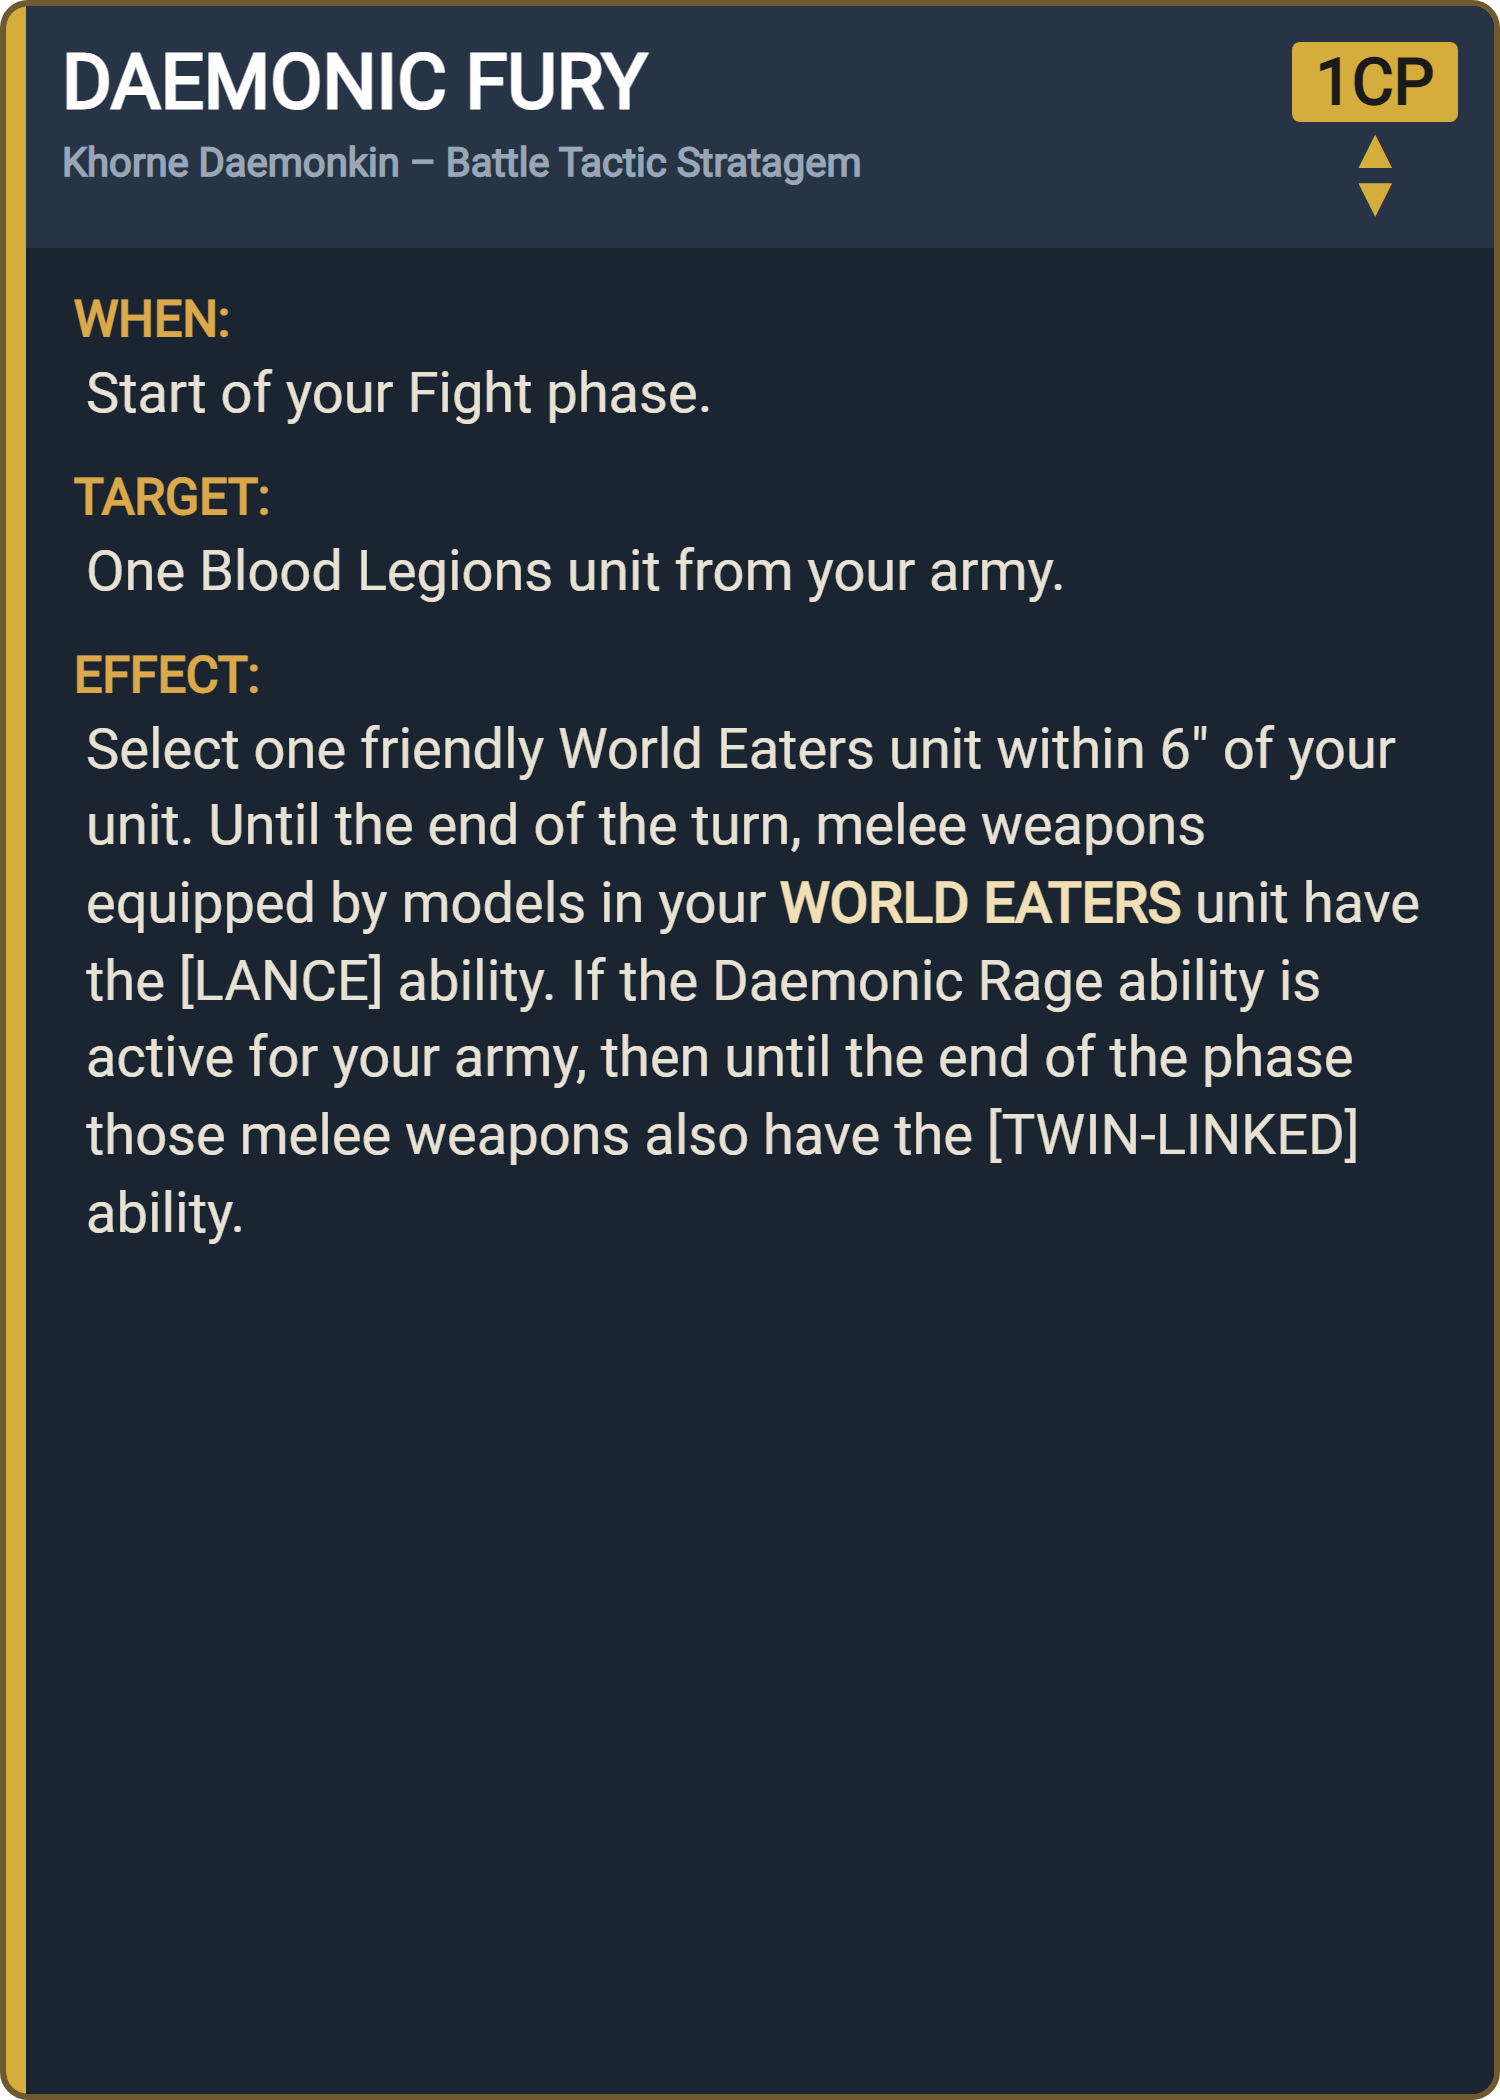 DAEMONIC FURY
1CP
Khorne Daemonkin – Battle Tactic Stratagem
▲
▼
WHEN:
Start of your Fight phase.
TARGET:
One Blood Legions unit from your army.
EFFECT:
Select one friendly World Eaters unit within 6" of your
unit. Until the end of the turn, melee weapons
equipped by models in your WORLD EATERS unit have
the [LANCE] ability. If the Daemonic Rage ability is
active for your army, then until the end of the phase
those melee weapons also have the [TWIN-LINKED]
ability.